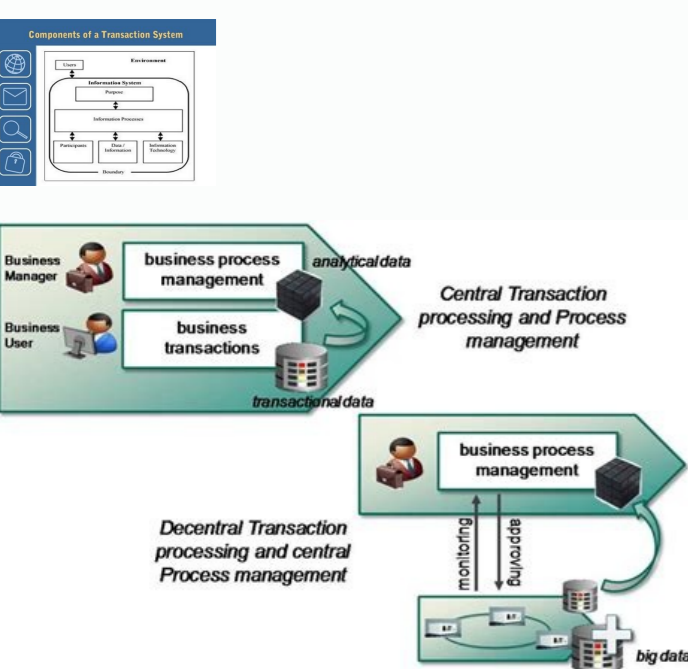 Components of a Transaction System
Environment
Users
Information System
Purpose
Information Processes
Participants
Data /
Information
Information
Technology
Boundary
Business
Manager
business process
management
analytical data
Business
User
business
transactions
transactional data
Central Transaction
processing and Process
management
business process
management
Decentral Transaction
processing and central
Process management
monitoring
approving
big data